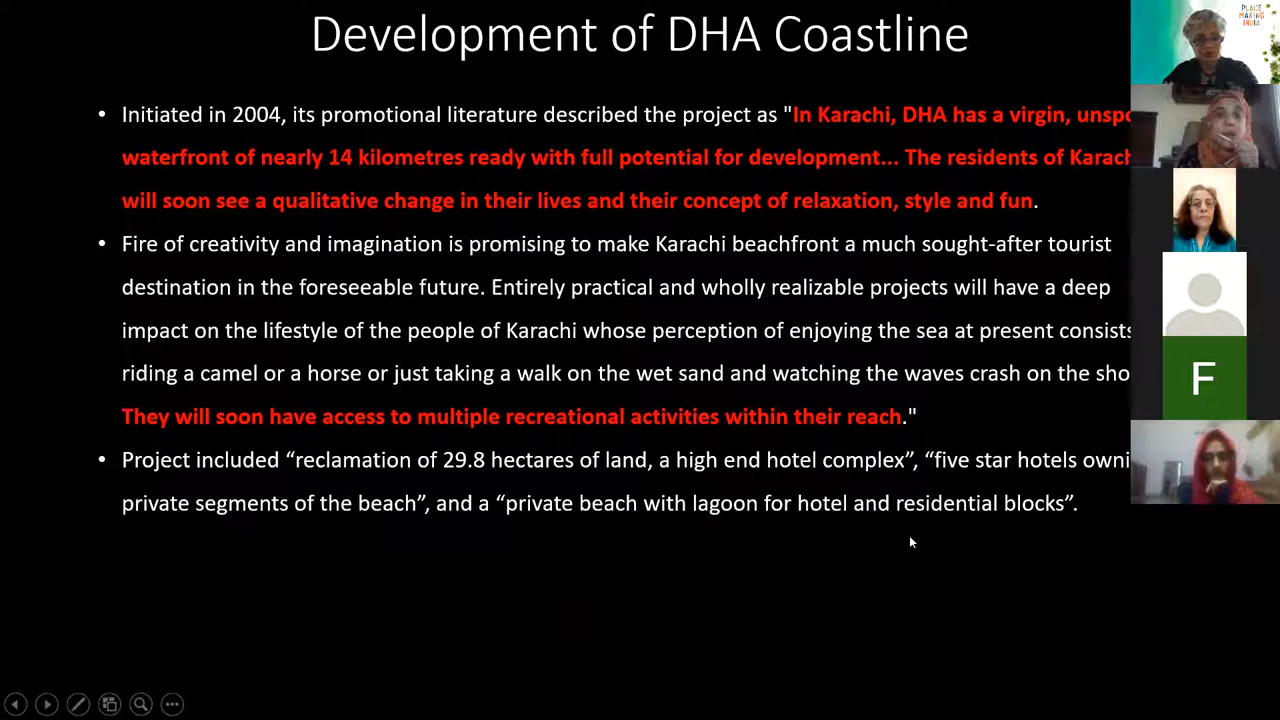 Development of DHA Coastline
PLACE
MAKING
INDIA
• Initiated in 2004, its promotional literature described the project as "In Karachi, DHA has a virgin,
waterfront of nearly 14 kilometres ready with full potential for development... The residents of
will soon see a qualitative change in their lives and their concept of relaxation, style and fun.
• Fire of creativity and imagination is promising to make Karachi beachfront a much sought-after tourist
destination in the foreseeable future. Entirely practical and wholly realizable projects will have a deep
impact on the lifestyle of the people of Karachi whose perception of enjoying the sea at present consists
riding a camel or a horse or just taking a walk on the wet sand and watching the waves crash on the
They will soon have access to multiple recreational activities within their reach."
F
• Project included “reclamation of 29.8 hectares of land, a high end hotel complex”, “five star hotels
private segments of the beach”, and a “private beach with lagoon for hotel and residential blocks”.